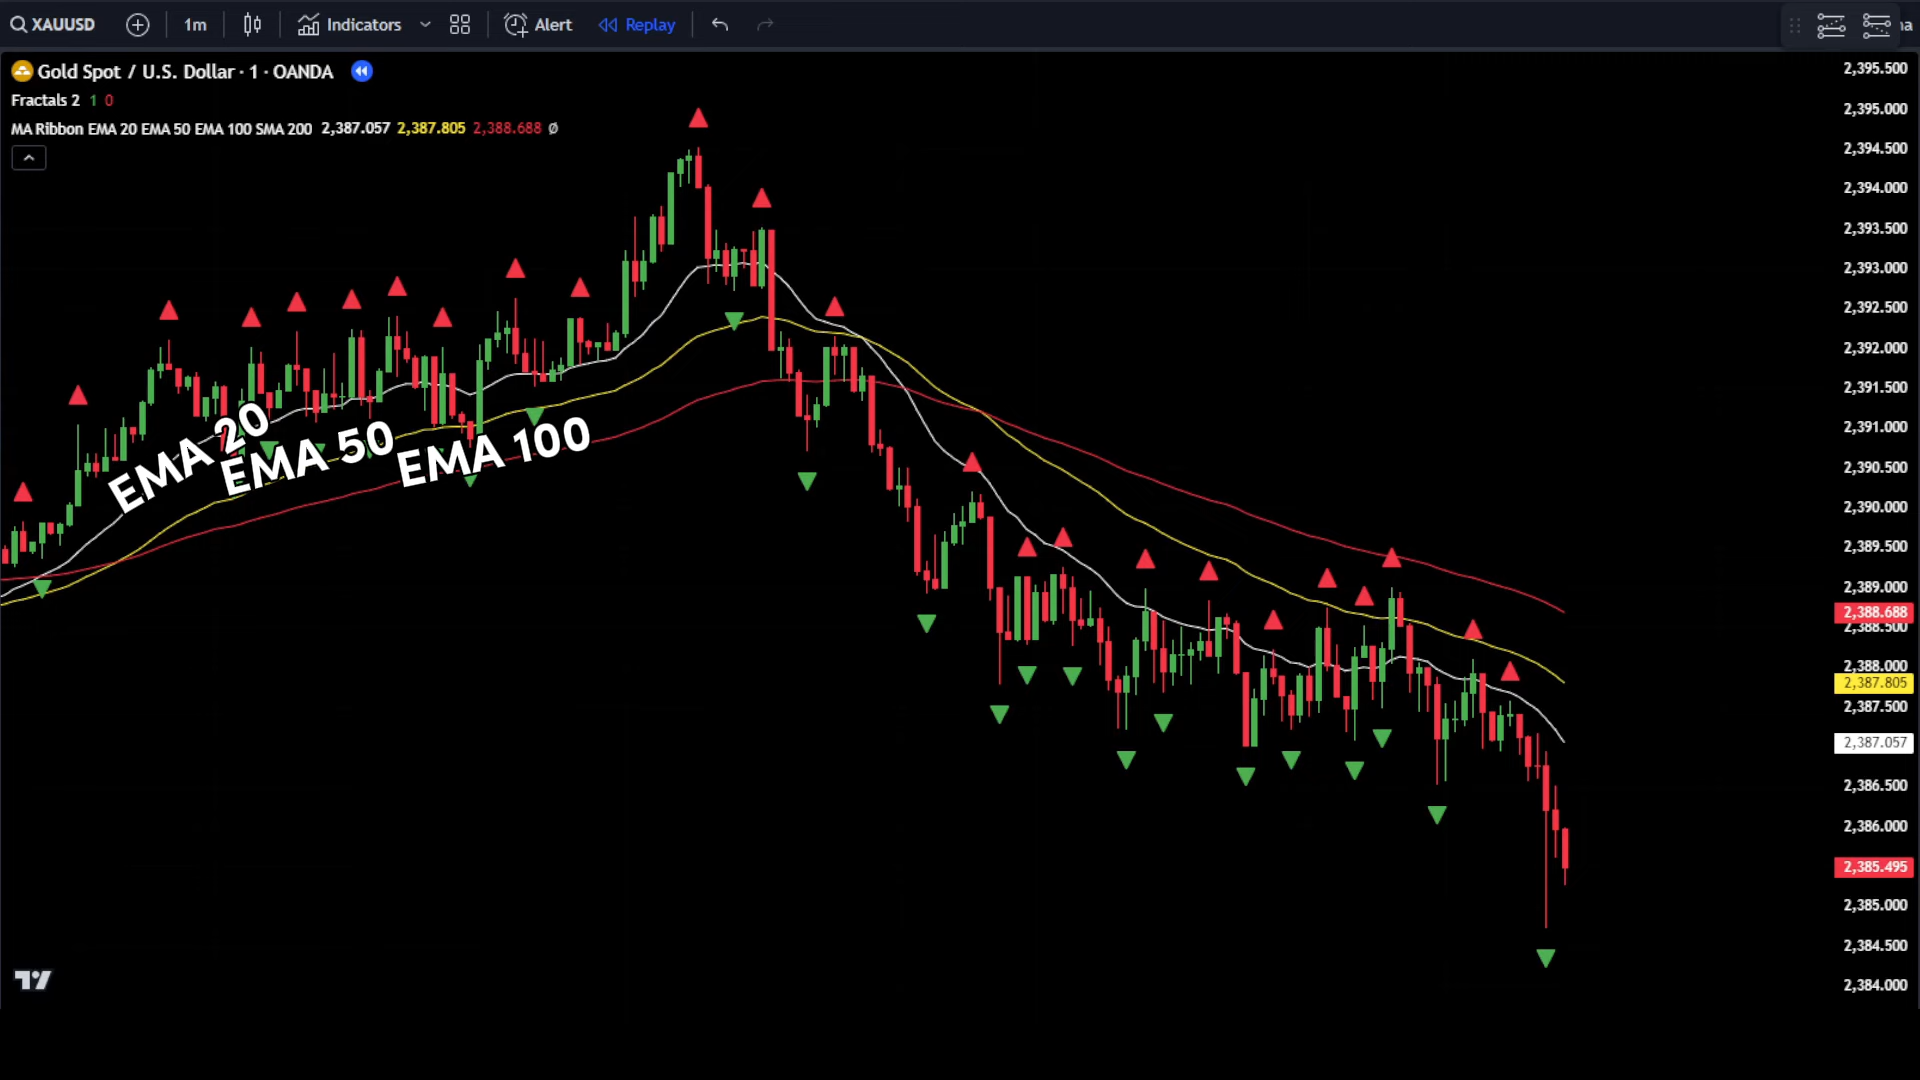 XAUUSD
1m
Indicators
Alert
Replay
na
Gold Spot / U.S. Dollar · 1 · OANDA
Fractals 2 1 0
MA Ribbon EMA 20 EMA 50 EMA 100 SMA 200 2,387.057 2,387.805 2,388.688 Ø
EMA 20
EMA 50
EMA 100
2,395.500
2,395.000
2,394.500
2,394.000
2,393.500
2,393.000
2,392.500
2,392.000
2,391.500
2,391.000
2,390.500
2,390.000
2,389.500
2,389.000
2,388.688
2,388.500
2,388.000
2,387.805
2,387.500
2,387.057
2,386.500
2,386.000
2,385.495
2,385.000
2,384.500
2,384.000